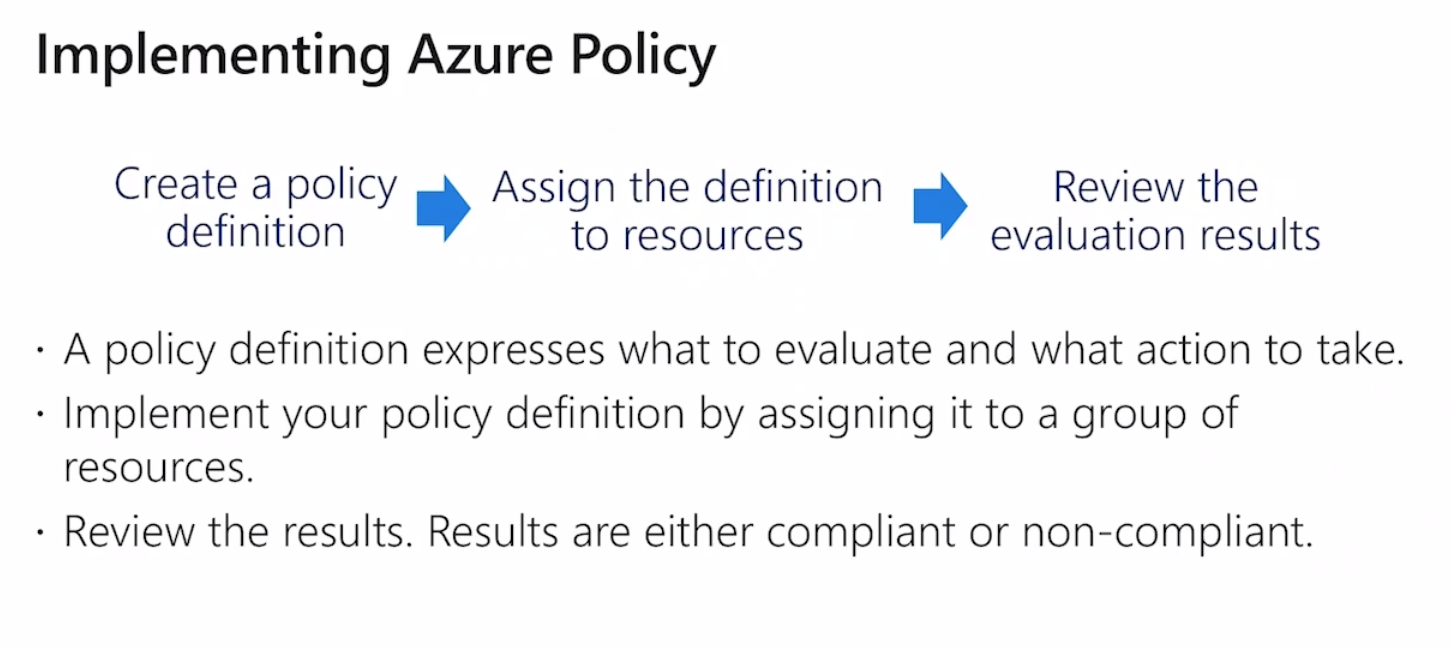 Implementing Azure Policy
Create a policy
definition
Assign the definition
to resources
Review the
evaluation results
· A policy definition expresses what to evaluate and what action to take.
· Implement your policy definition by assigning it to a group of
resources.
· Review the results. Results are either compliant or non-compliant.